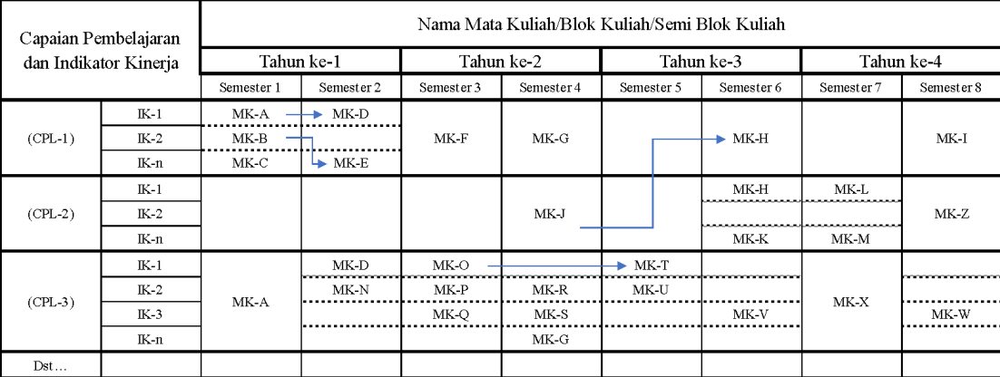 Capaian Pembelajaran
dan Indikator Kinerja
Nama Mata Kuliah/Blok Kuliah/Semi Blok Kuliah
Tahun ke-1 Tahun ke-2 Tahun ke-3 Tahun ke-4
Semester 1 Semester 2 Semester 3 Semester 4 Semester 5 Semester 6 Semester 7 Semester 8
IK-1 MK-A MK-D
(CPL-1) IK-2 MK-B MK-F MK-G MK-H MK-I
IK-n MK-C MK-E
IK-1 MK-H MK-L
(CPL-2) IK-2 MK-J MK-Z
IK-n MK-K MK-M
IK-1 MK-D MK-O MK-T
IK-2 MK-N MK-P MK-R MK-U
(CPL-3) MK-A MK-X
IK-3 MK-Q MK-S MK-V MK-W
IK-n MK-G
Dst…